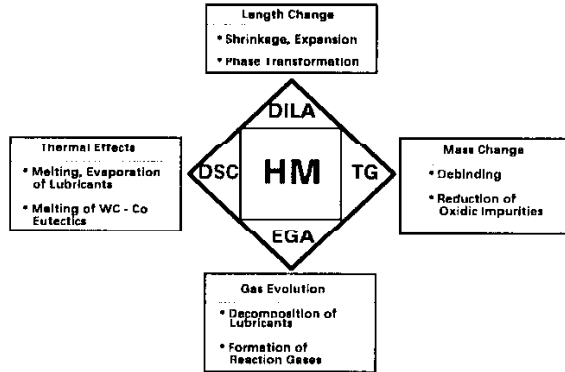 Length Change
• Shrinkage, Expansion
• Phase Transformation
DILA
Thermal Effects
• Melting, Evaporation
of Lubricants
• Melting of WC - Co
Eutectics
DSC
HM
TG
Mass Change
• Debinding
• Reduction of
Oxidic Impurities
EGA
Gas Evolution
• Decomposition of
Lubricants
• Formation of
Reaction Gases